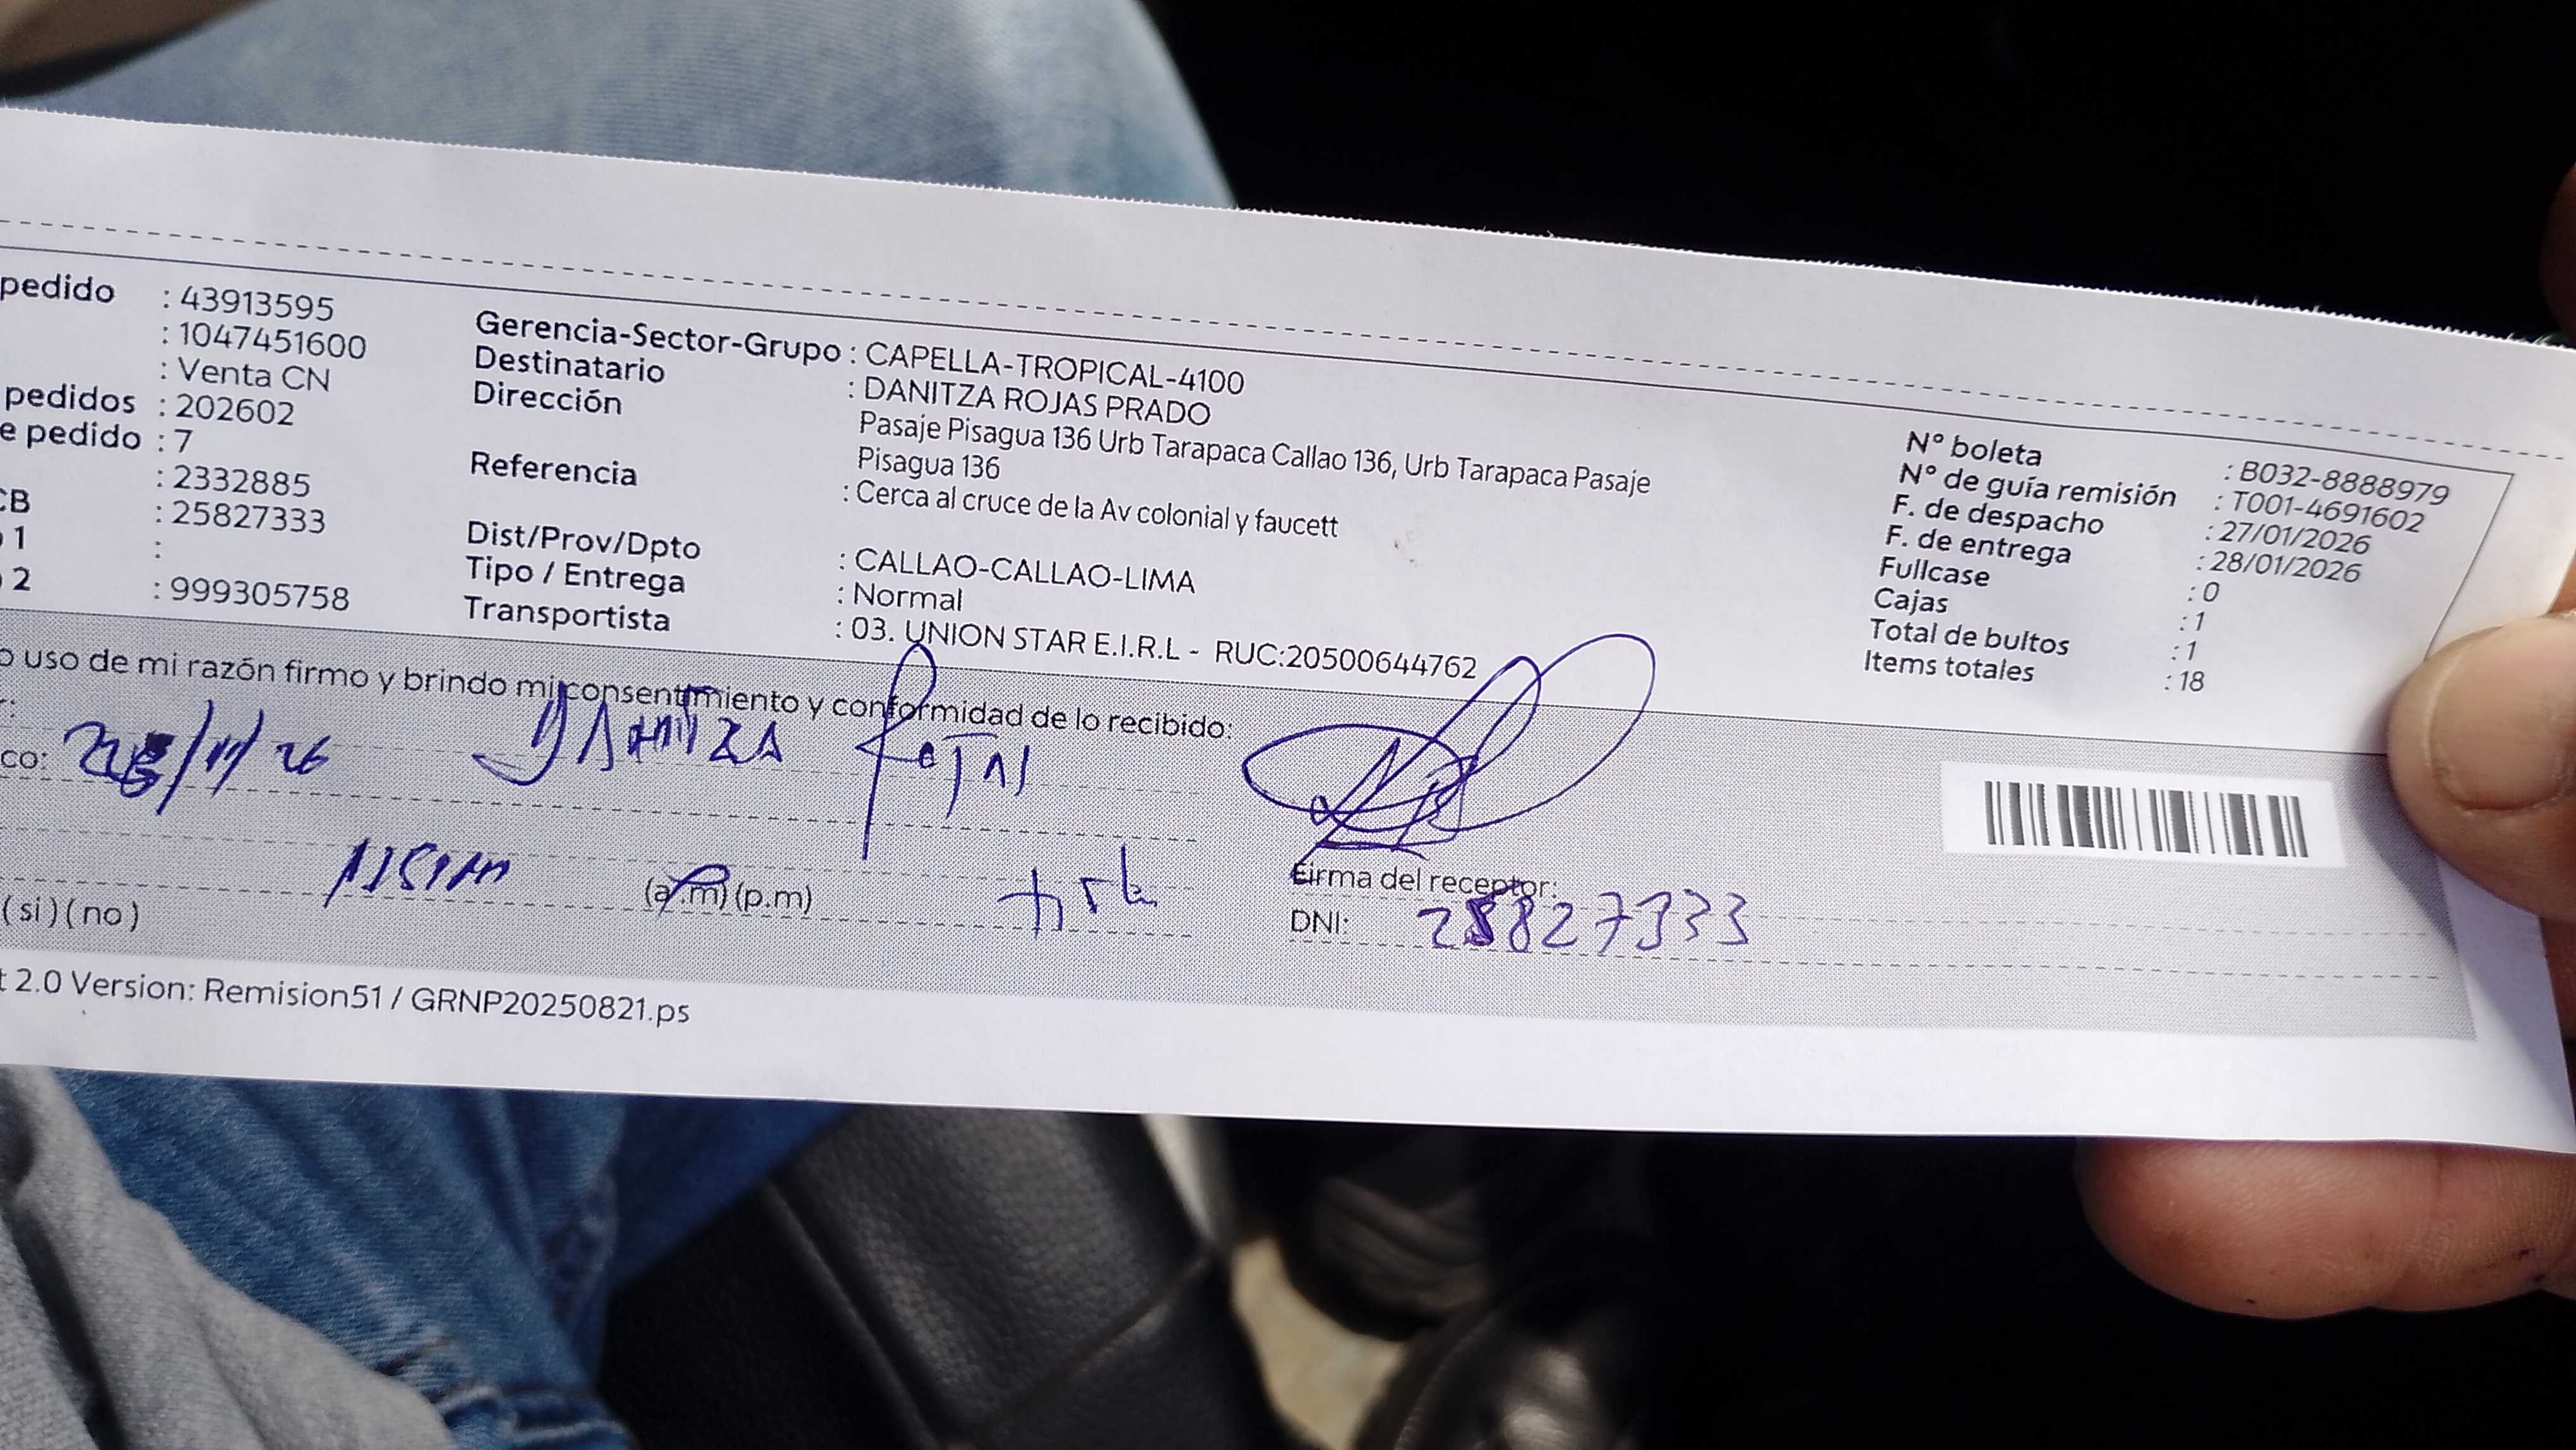 pedido : 43913595
: 1047451600
: Venta CN
pedidos : 202602
e pedido : 7
: 2332885
CB : 25827333
1 :
2 : 999305758
Gerencia-Sector-Grupo : CAPELLA-TROPICAL-4100
Destinatario : DANITZA ROJAS PRADO
Dirección Pasaje Pisagua 136 Urb Tarapaca Callao 136, Urb Tarapaca Pasaje
Pisagua 136
Referencia : Cerca al cruce de la Av colonial y faucett
Dist/Prov/Dpto : CALLAO-CALLAO-LIMA
Tipo / Entrega : Normal
Transportista : 03. UNION STAR E.I.R.L - RUC:20500644762
N° boleta : B032-8888979
N° de guía remisión : T001-4691602
F. de despacho : 27/01/2026
F. de entrega : 28/01/2026
Fullcase : 0
Cajas : 1
Total de bultos : 1
Items totales : 18
o uso de mi razón firmo y brindo mi consentimiento y conformidad de lo recibido:
r:
co: DANITZA ROJAS
(a.m) (p.m)
(si) (no)
Firma del receptor:
DNI: 25827333
t 2.0 Version: Remision51 / GRNP20250821.ps